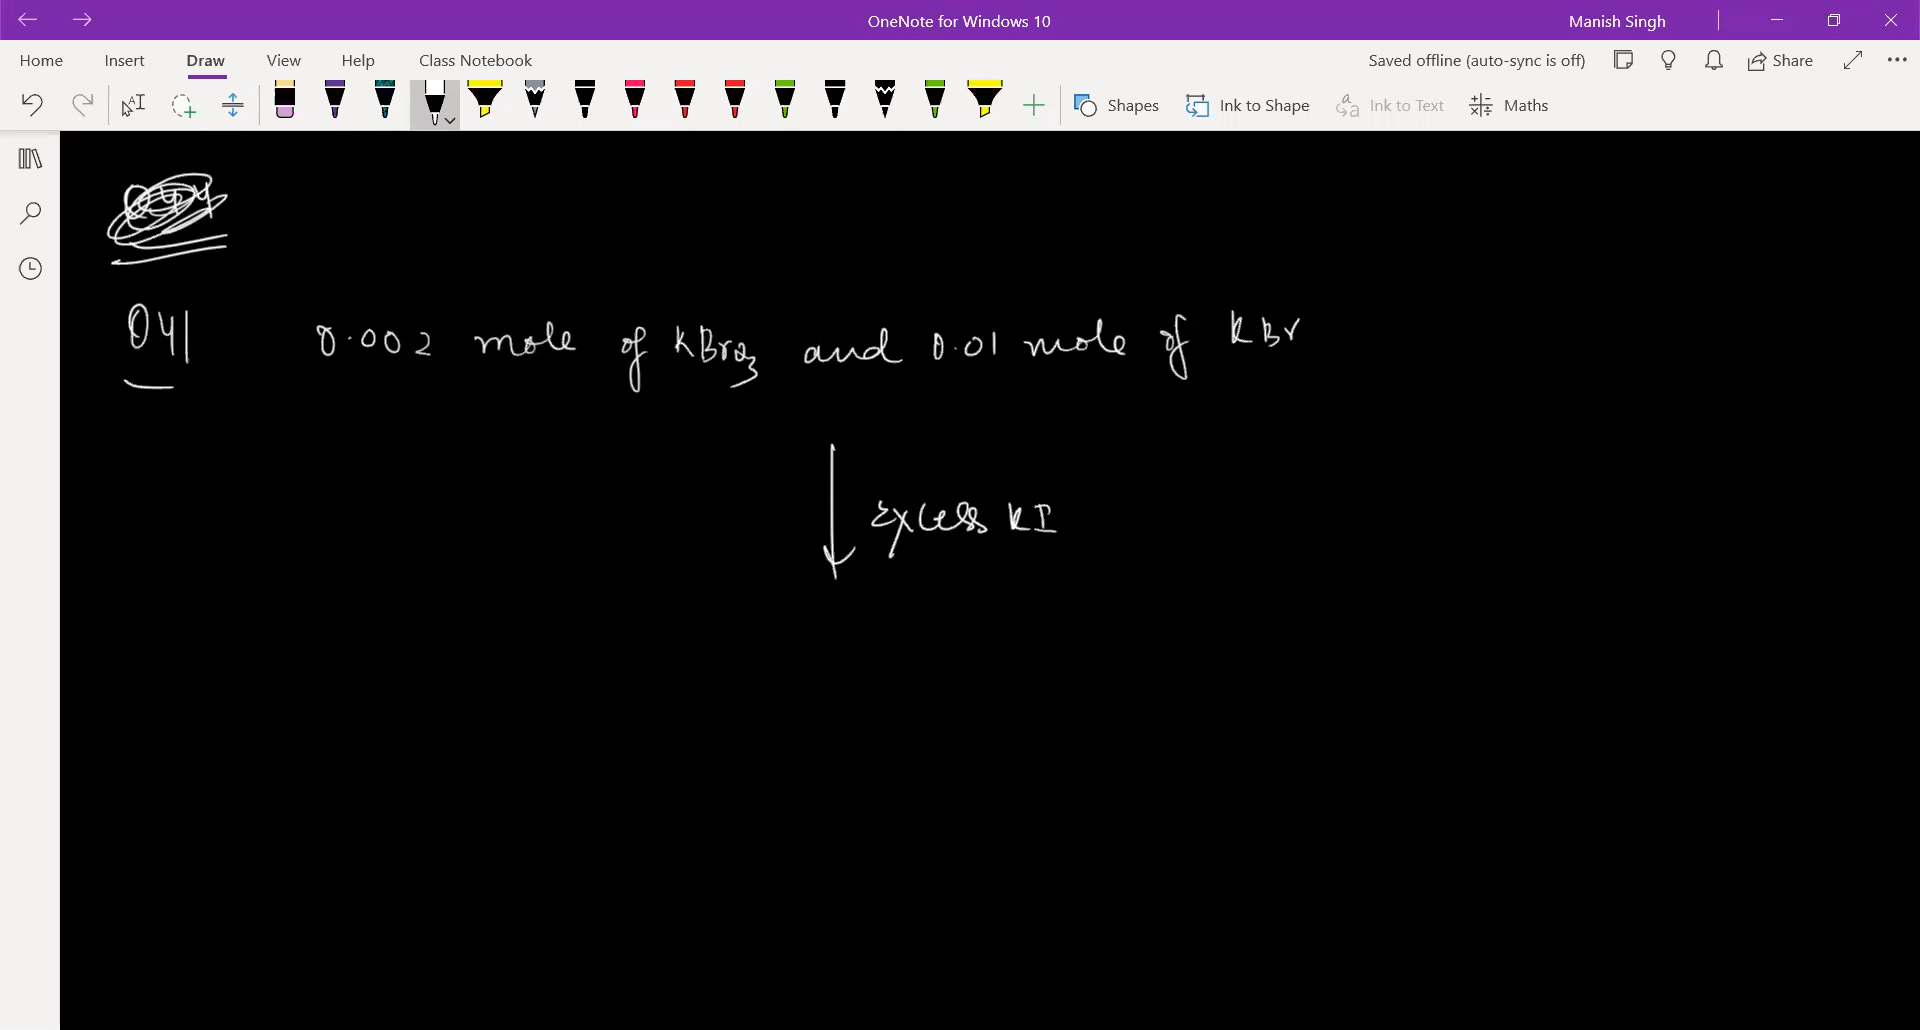 OneNote for Windows 10
Manish Singh
Home Insert Draw View Help Class Notebook
Saved offline (auto-sync is off) Share
Shapes Ink to Shape Ink to Text Maths
Q41 0.002 mole of KBrO3 and 0.01 mole of KBr
Excess KI